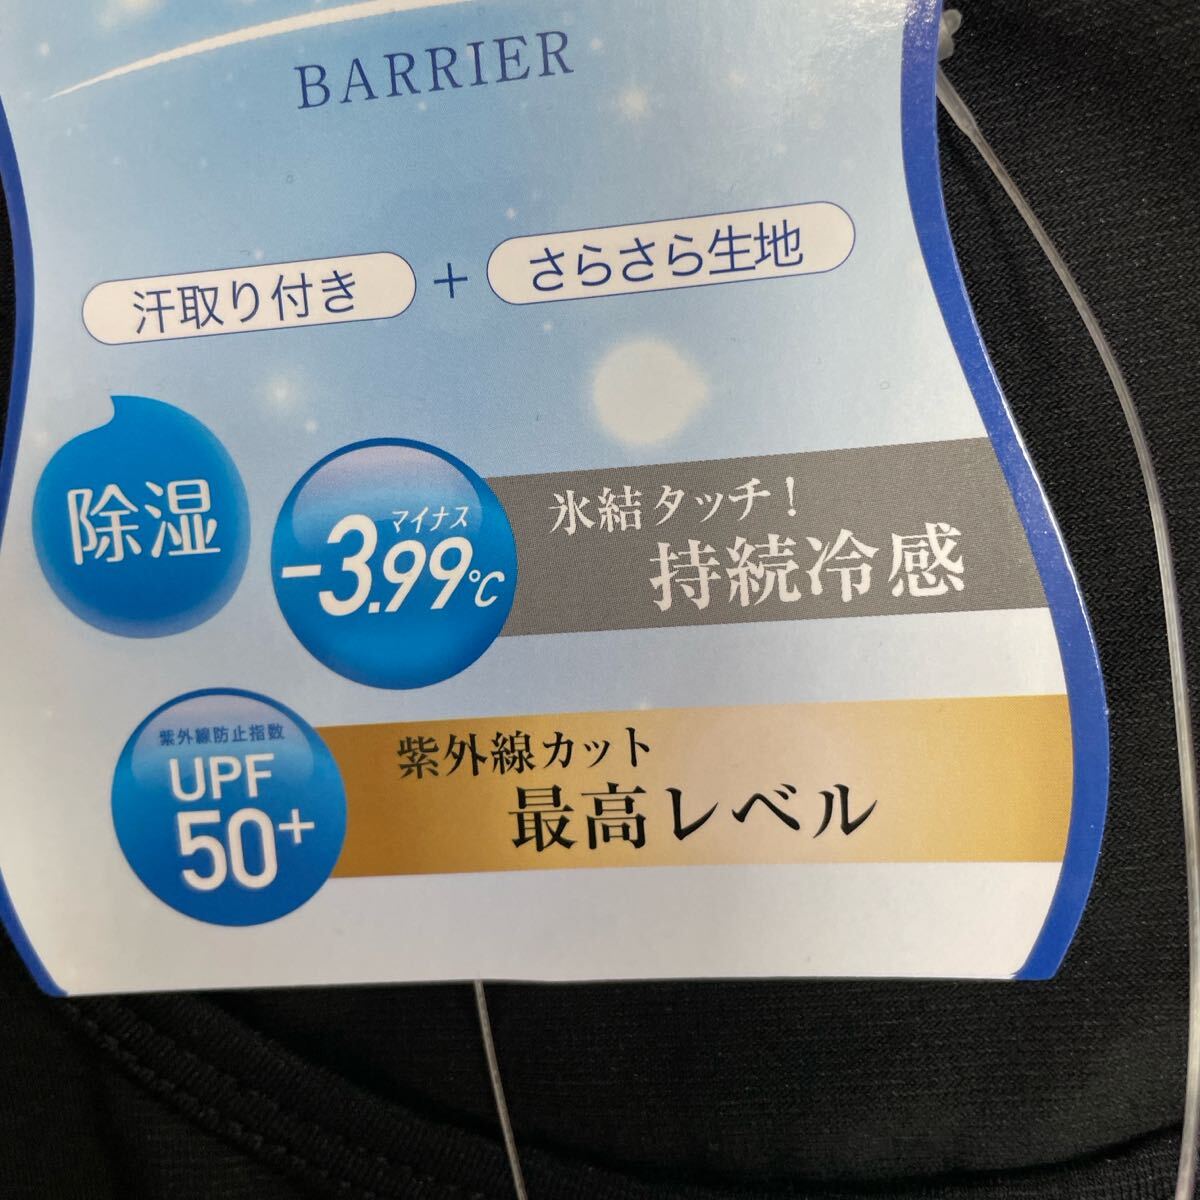 BARRIER
汗取り付き + さらさら生地
除湿
マイナス
-3.99℃
氷結タッチ!
持続冷感
紫外線防止指数
UPF
50+
紫外線カット
最高レベル